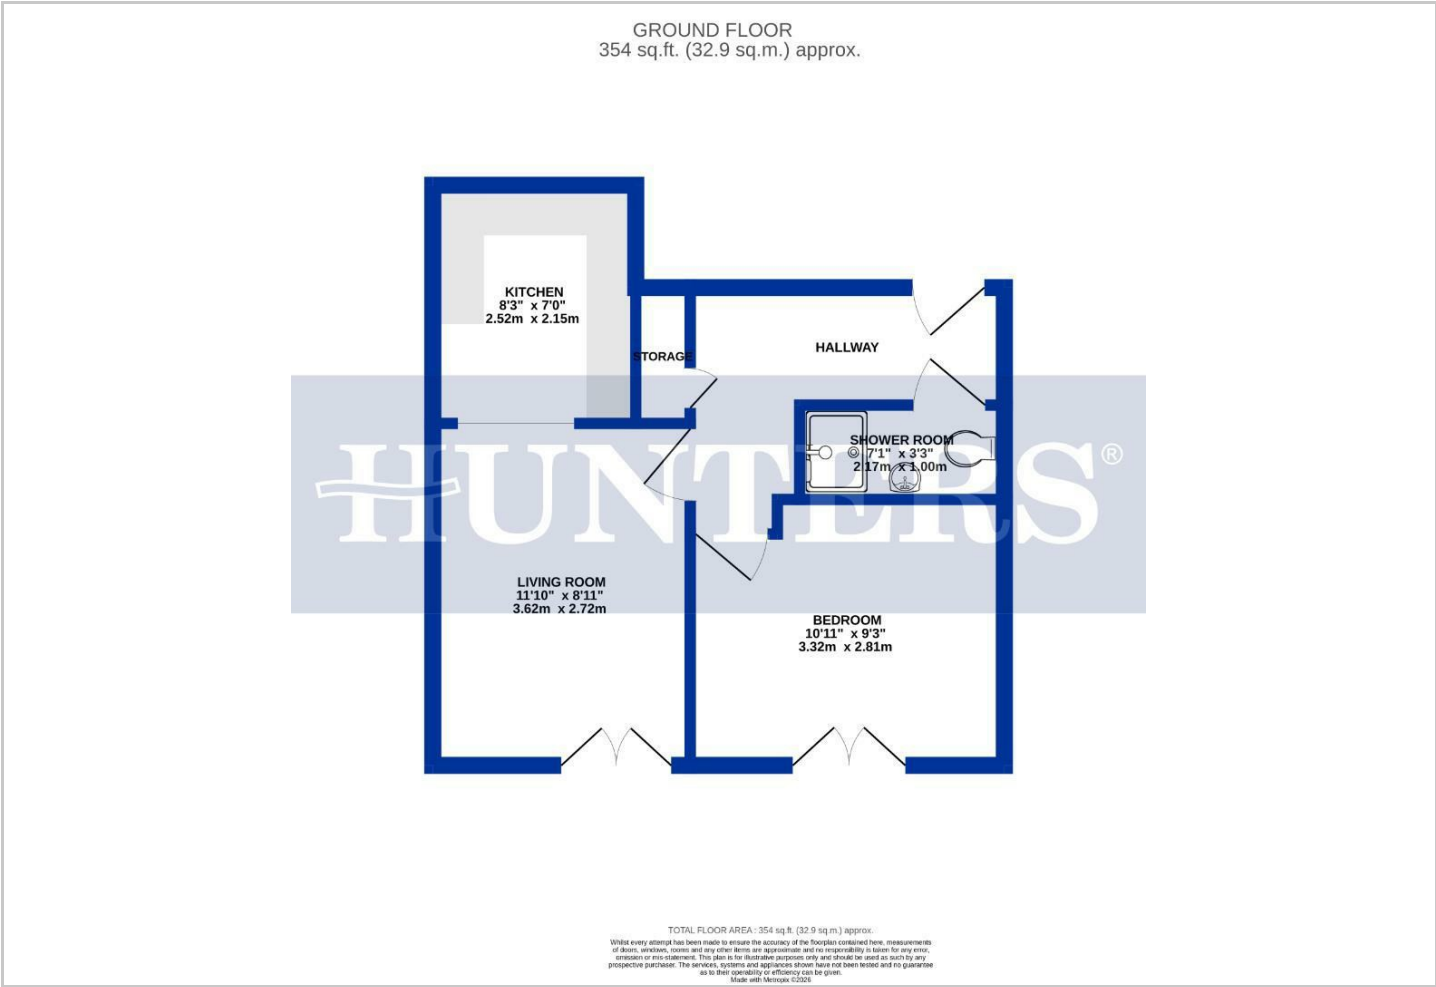 GROUND FLOOR
354 sq.ft. (32.9 sq.m.) approx.
KITCHEN
8'3" x 7'0"
2.52m x 2.15m
STORAGE
HALLWAY
SHOWER ROOM
7'1" x 3'3"
2.17m x 1.00m
HUNTERS®
LIVING ROOM
11'10" x 8'11"
3.62m x 2.72m
BEDROOM
10'11" x 9'3"
3.32m x 2.81m
TOTAL FLOOR AREA : 354 sq.ft. (32.9 sq.m.) approx.
Whilst every attempt has been made to ensure the accuracy of the floorplan contained here, measurements
of doors, windows, rooms and any other items are approximate and no responsibility is taken for any error,
omission or mis-statement. This plan is for illustrative purposes only and should be used as such by any
prospective purchaser. The services, systems and appliances shown have not been tested and no guarantee
as to their operability or efficiency can be given.
Made with Metropix ©2026